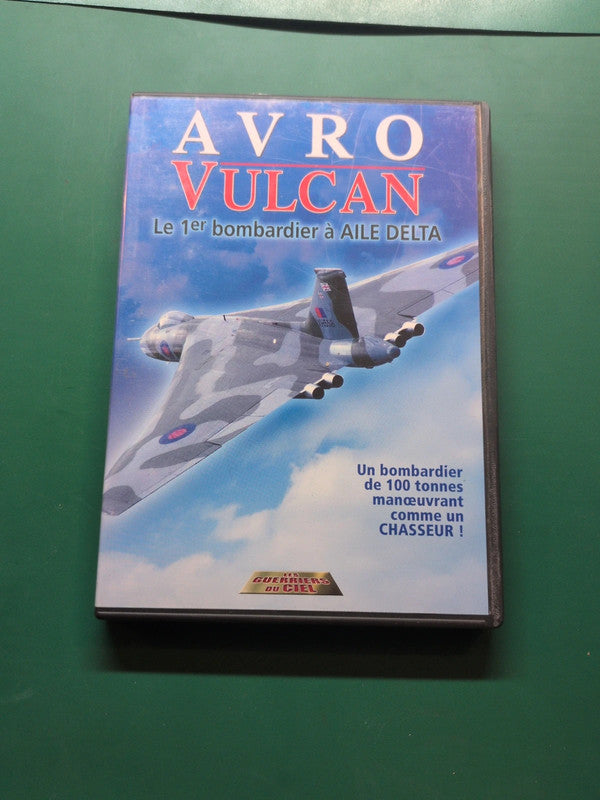 AVRO
VULCAN
Le 1er bombardier à AILE DELTA
Un bombardier
de 100 tonnes
manœuvrant
comme un
CHASSEUR !
LES
GUERRIERS
DU CIEL